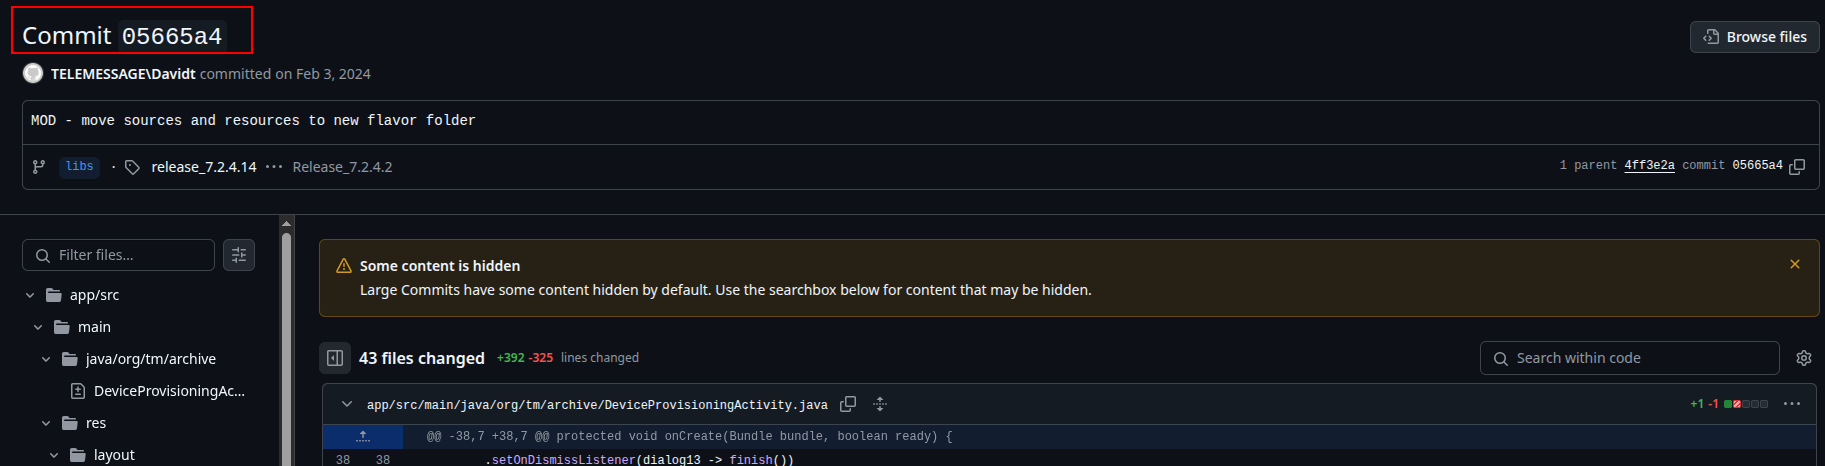 Commit 05665a4
Browse files
TELEMESSAGE\Davidt committed on Feb 3, 2024
MOD - move sources and resources to new flavor folder
libs · release_7.2.4.14 ··· Release_7.2.4.2
1 parent 4ff3e2a commit 05665a4
Filter files...
app/src
main
java/org/tm/archive
DeviceProvisioningAc...
res
layout
Some content is hidden
Large Commits have some content hidden by default. Use the searchbox below for content that may be hidden.
43 files changed +392 -325 lines changed
Search within code
app/src/main/java/org/tm/archive/DeviceProvisioningActivity.java
+1 -1
@@ -38,7 +38,7 @@ protected void onCreate(Bundle bundle, boolean ready) {
38 38 .setOnDismissListener(dialog13 -> finish())